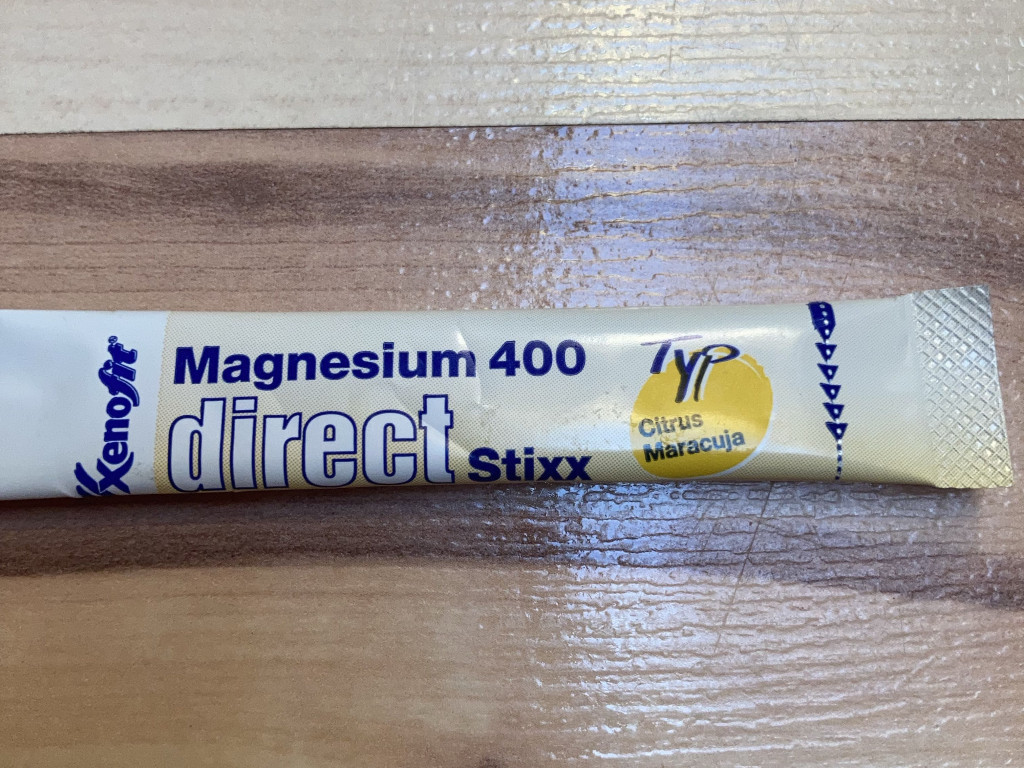 Xenofit®
Magnesium 400
direct Stixx
Typ
Citrus
Maracuja